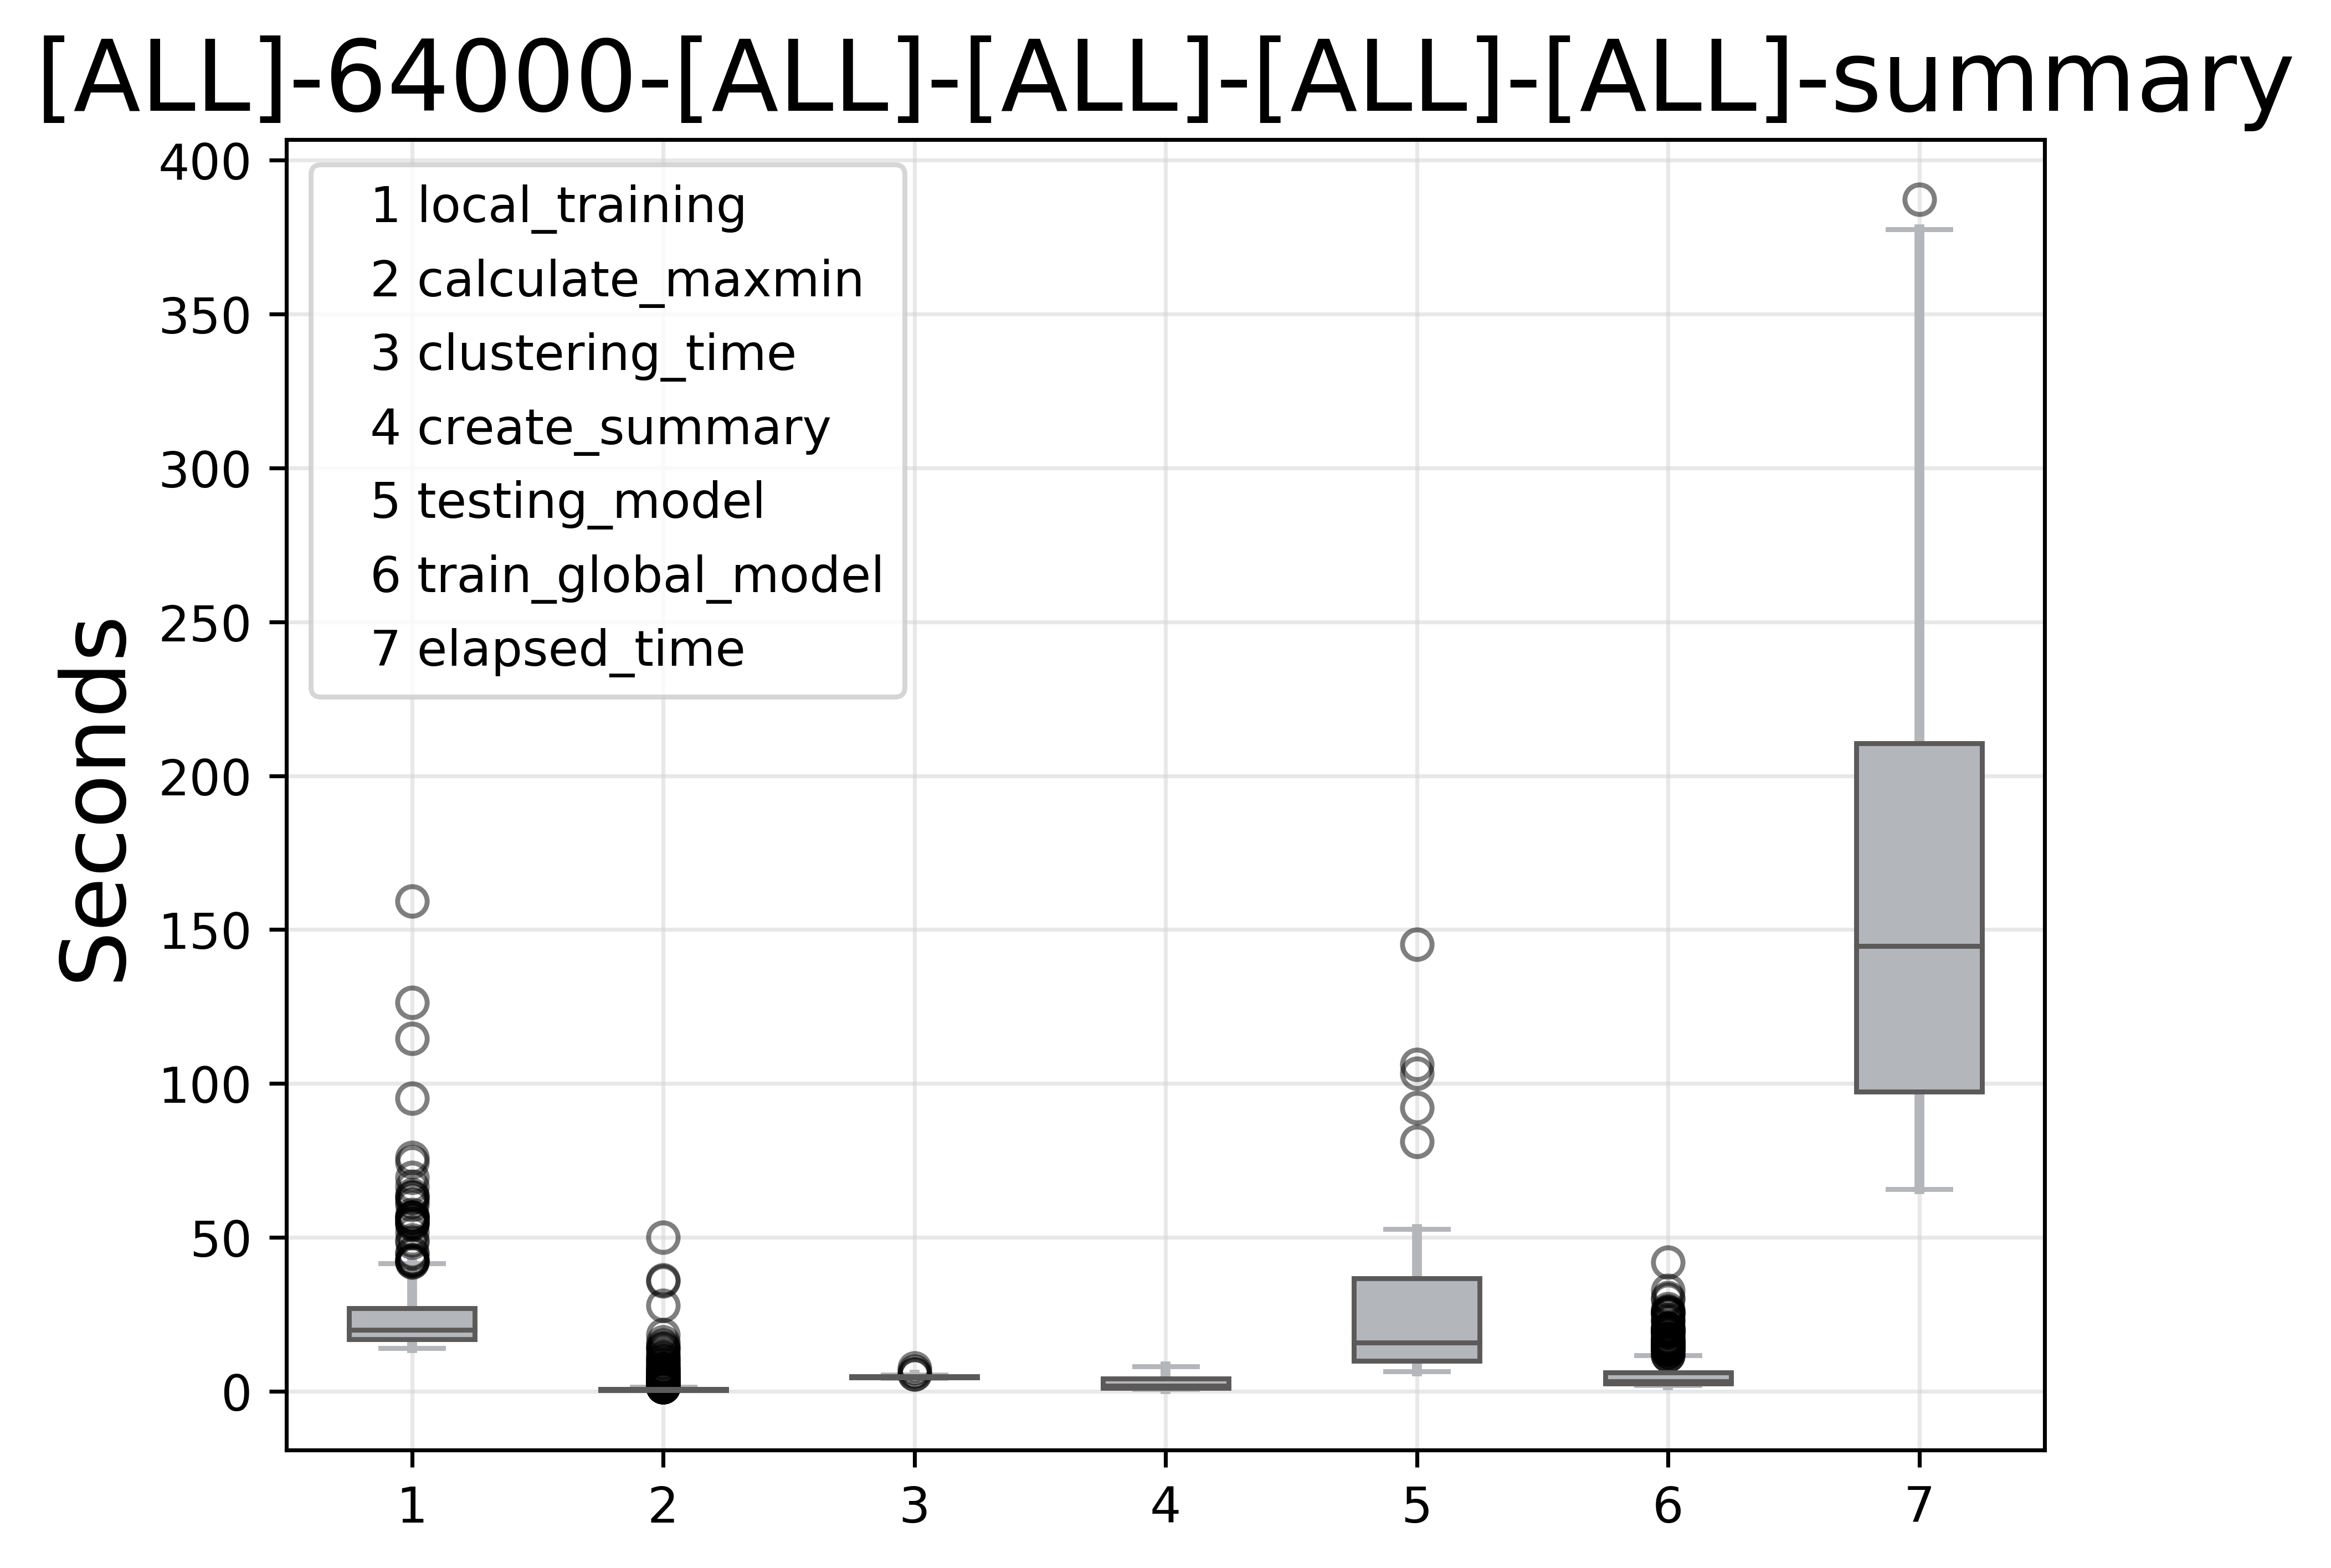 [ALL]-64000-[ALL]-[ALL]-[ALL]-[ALL]-summary
Seconds
400
350
300
250
200
150
100
50
0
1 local_training
2 calculate_maxmin
3 clustering_time
4 create_summary
5 testing_model
6 train_global_model
7 elapsed_time
1 2 3 4 5 6 7